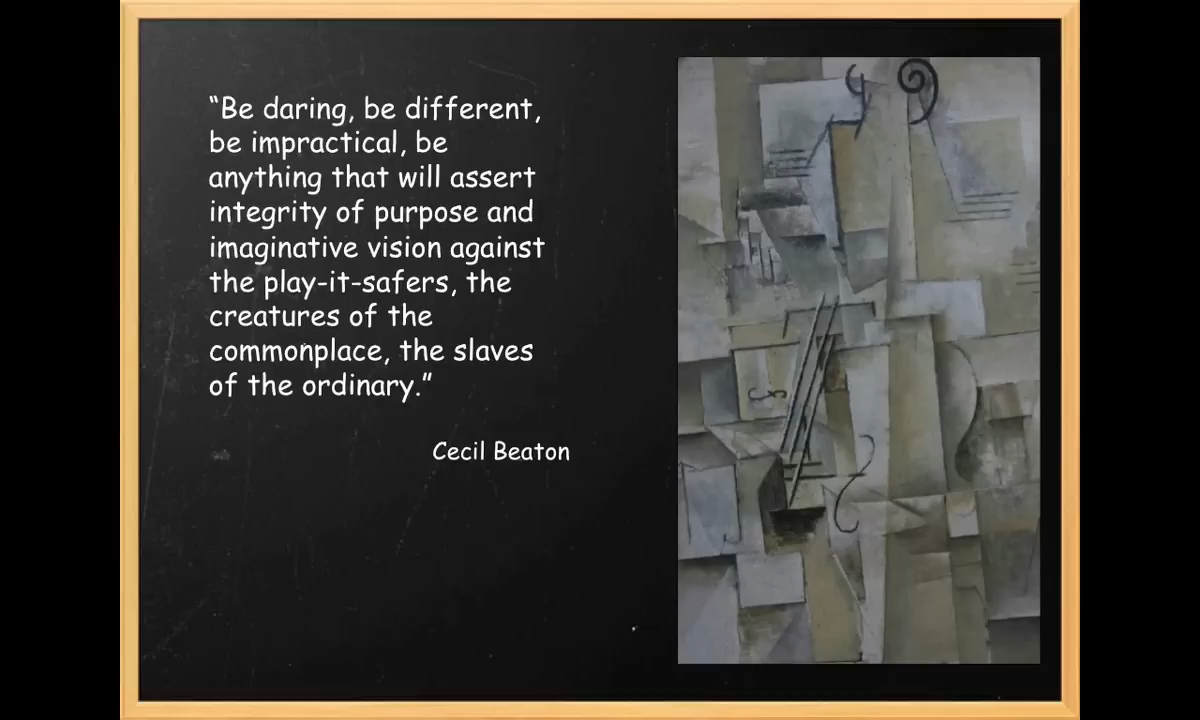 “Be daring, be different,
be impractical, be
anything that will assert
integrity of purpose and
imaginative vision against
the play-it-safers, the
creatures of the
commonplace, the slaves
of the ordinary.”
Cecil Beaton